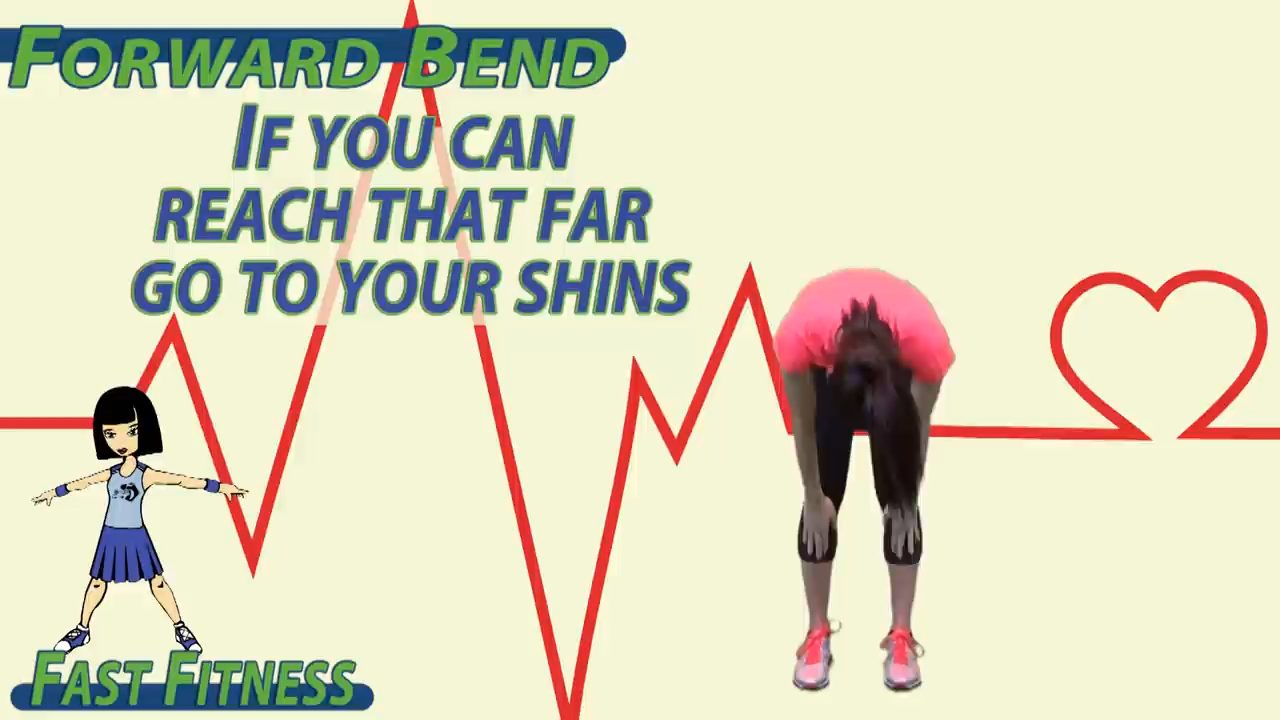 FORWARD BEND
IF YOU CAN
REACH THAT FAR
GO TO YOUR SHINS
FAST FITNESS